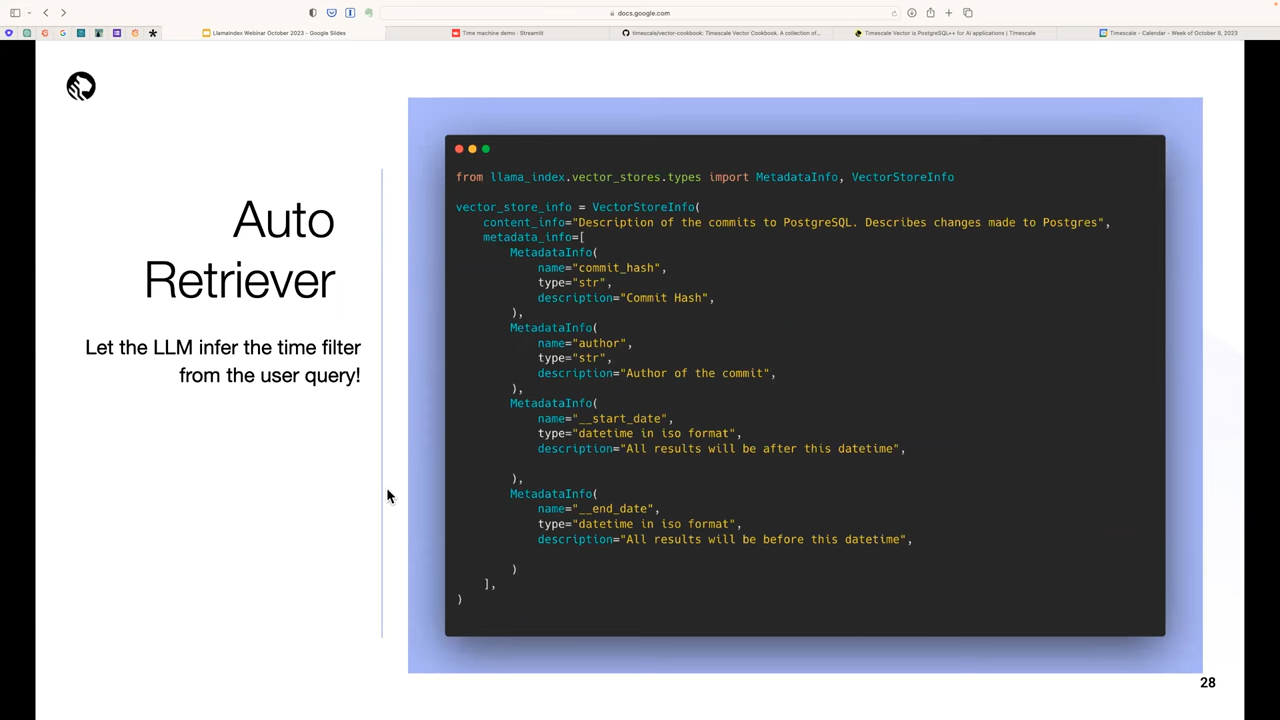 docs.google.com
LlamaIndex Webinar October 2023 - Google Slides
Time machine demo · Streamlit
timescale/vector-cookbook: Timescale Vector Cookbook. A collection of...
Timescale Vector is PostgreSQL++ for AI applications | Timescale
Timescale - Calendar - Week of October 8, 2023
Auto
Retriever
Let the LLM infer the time filter
from the user query!
from llama_index.vector_stores.types import MetadataInfo, VectorStoreInfo
vector_store_info = VectorStoreInfo(
content_info="Description of the commits to PostgreSQL. Describes changes made to Postgres",
metadata_info=[
MetadataInfo(
name="commit_hash",
type="str",
description="Commit Hash",
),
MetadataInfo(
name="author",
type="str",
description="Author of the commit",
),
MetadataInfo(
name="__start_date",
type="datetime in iso format",
description="All results will be after this datetime",
),
MetadataInfo(
name="__end_date",
type="datetime in iso format",
description="All results will be before this datetime",
)
],
)
28